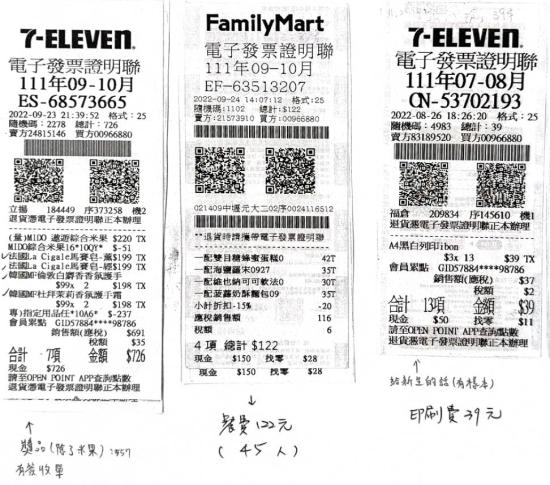 7-ELEVEN
電子發票證明聯
111年09-10月
ES-68573665
2022-09-23 21:39:52 格式:25
隨機碼:2278 總計:726
賣方24815146 買方00966880
立揚 184449 序373258 機2
退貨憑電子發票證明聯正本辦理
(量)MIDO 遨遊綜合米果 $220 TX
MIDO綜合米果16*10QY* $-51
法國La Cigale馬賽皂-薰$199 TX
法國La Cigale馬賽皂-經$199 TX
韓國MF倫敦白麝香香氛護手
$99x 2 $198 TX
韓國MF杜拜茉莉香氛護手霜
$99x 2 $198 TX
專)指定用品任*10A6* $-237
會員累點 GID57884****98786
銷售額(應稅) $691
稅額 $35
合計 7項 金額 $726
現金 $726
請至OPEN POINT APP查詢點數
退貨憑電子發票證明聯正本辦理
↑
獎品(除了米果):557
有簽收單
FamilyMart
電子發票證明聯
111年09-10月
EF-63513207
2022-09-24 14:07:12 格式:25
隨機碼:1102 總計:$122
賣方:21573910 買方:00966880
021409中壢元大二02序0024116512
**退貨時請攜帶電子發票證明聯
一配雙目糖蜂蜜蛋糕0 42T
一配海鹽羅宋0927 35T
一配維也納可可軟法0 30T
一配菠蘿奶酥麵包09 35T
小計折扣-15% -20
應稅銷售額 116
稅額 6
4 項 總計 $122
現金 $150 找零 $28
現金 $150 找零 $28
↓
餐費122元
(45人)
394
7-ELEVEN
電子發票證明聯
111年07-08月
CN-53702193
2022-08-26 18:26:20 格式:25
隨機碼:4983 總計:39
賣方83189520 買方00966880
福倉 209834 序145610 機1
退貨憑電子發票證明聯正本辦理
A4黑白列印ibon
$3x 13 $39 TX
會員累點 GID57884****98786
銷售額(應稅) $37
稅額 $2
合計 13項 金額 $39
現金 $50 找零 $11
請至OPEN POINT APP查詢點數
退貨憑電子發票證明聯正本辦理
↑
給新生的話(有樣本)
印刷費39元